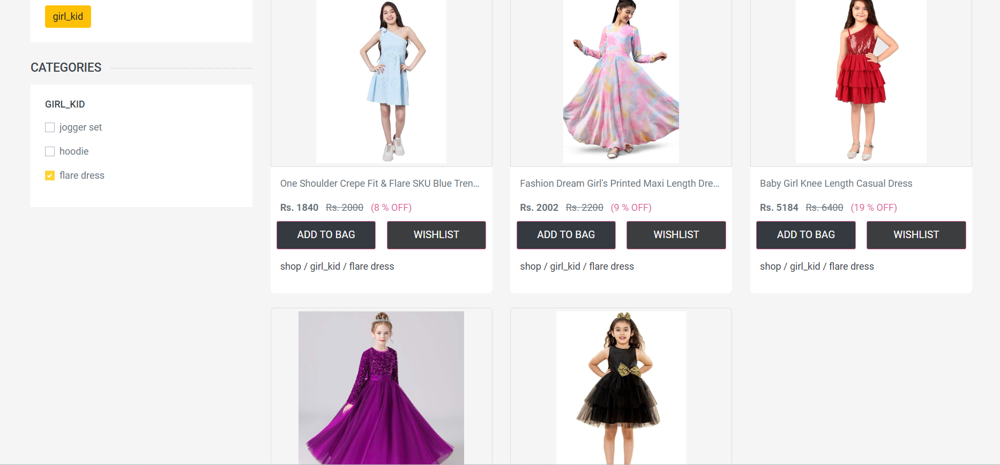 girl_kid
CATEGORIES
GIRL_KID
jogger set
hoodie
flare dress
One Shoulder Crepe Fit & Flare SKU Blue Tren...
Rs. 1840 Rs. 2000 (8 % OFF)
ADD TO BAG WISHLIST
shop / girl_kid / flare dress
Fashion Dream Girl's Printed Maxi Length Dre...
Rs. 2002 Rs. 2200 (9 % OFF)
ADD TO BAG WISHLIST
shop / girl_kid / flare dress
Baby Girl Knee Length Casual Dress
Rs. 5184 Rs. 6400 (19 % OFF)
ADD TO BAG WISHLIST
shop / girl_kid / flare dress